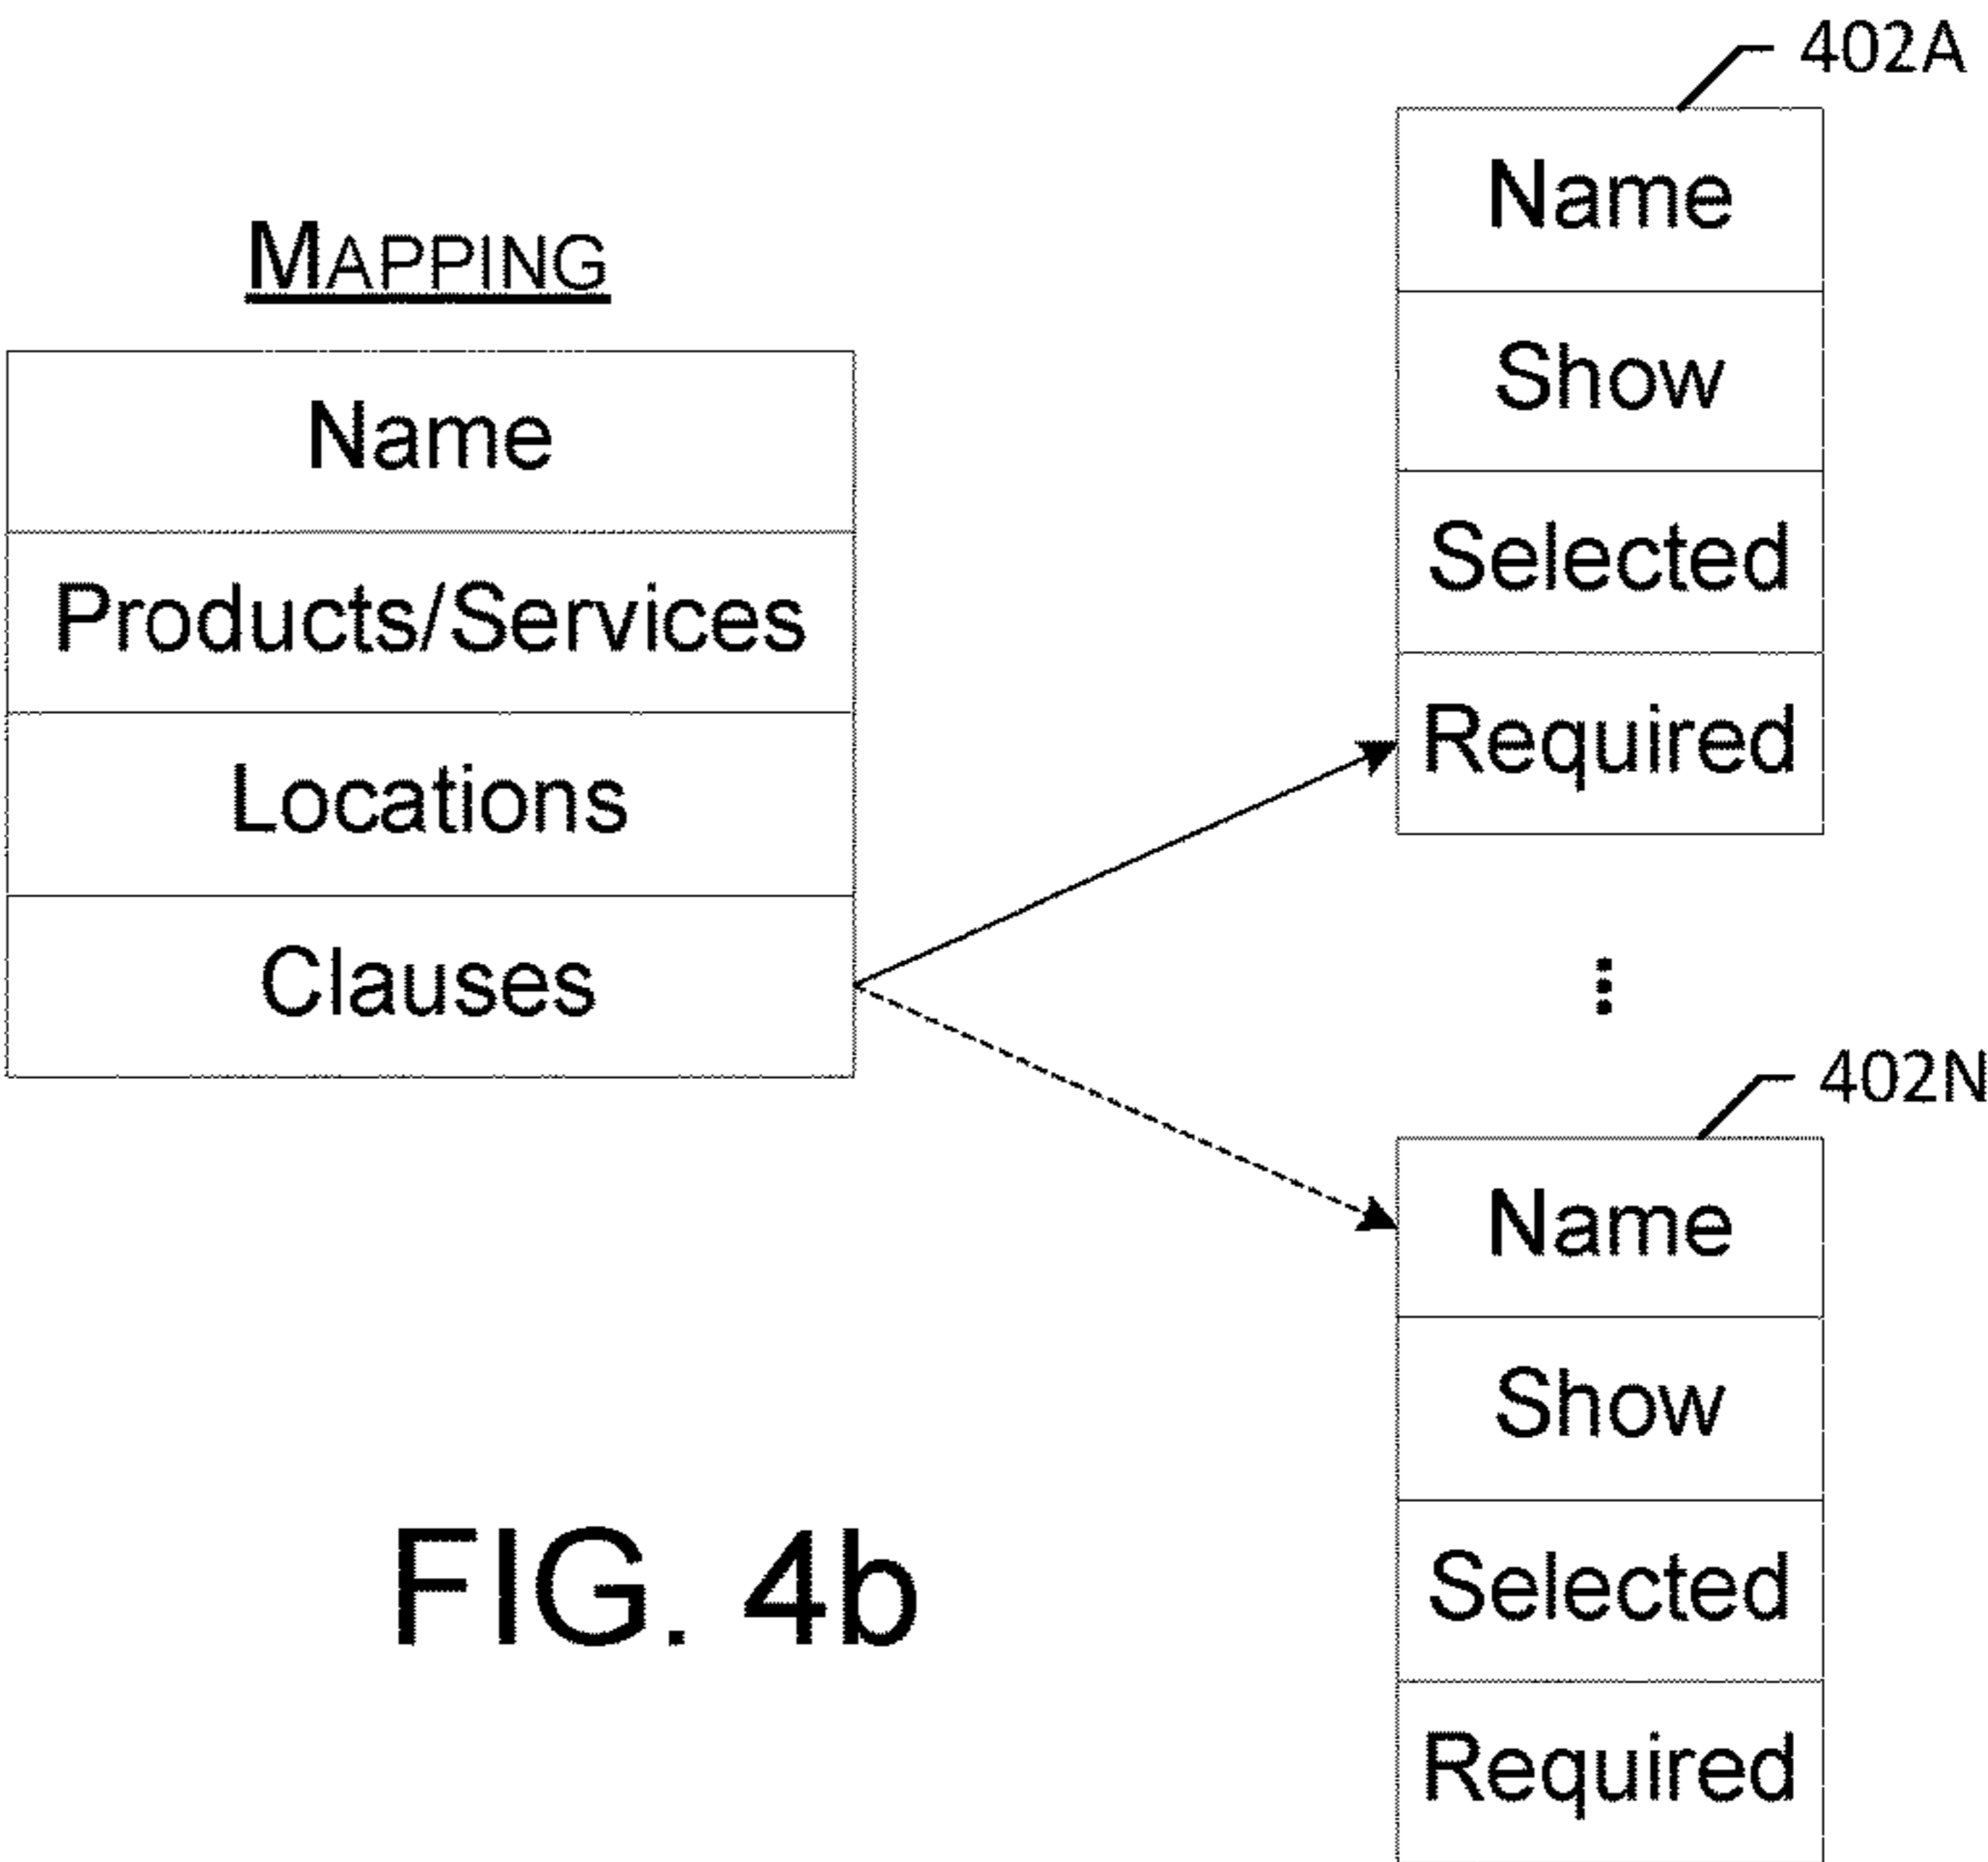 402A
Name
Show
Selected
Required
MAPPING
Name
Products/Services
Locations
Clauses
402N
Name
Show
Selected
Required
FIG. 4b